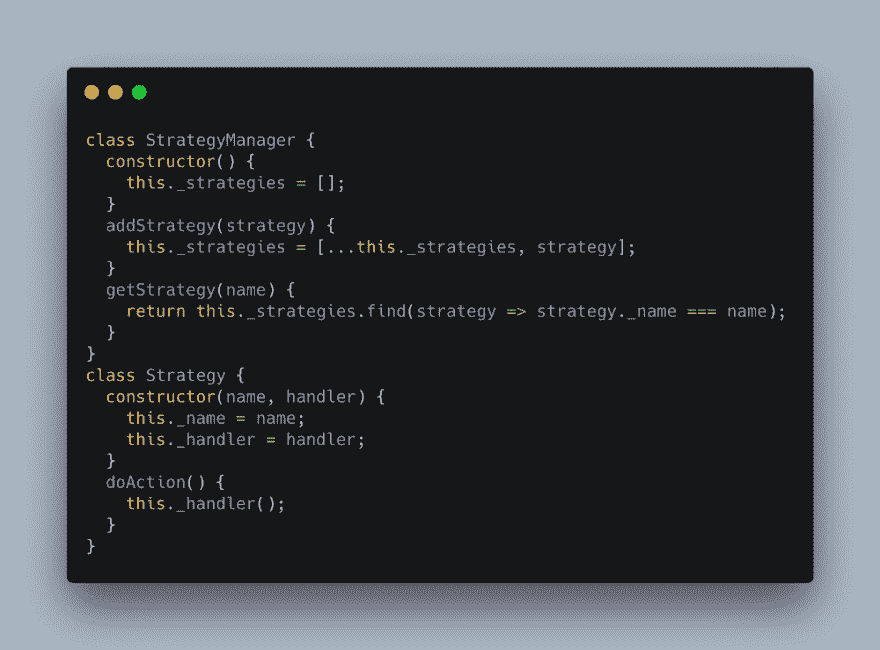 class StrategyManager {
  constructor() {
    this._strategies = [];
  }
  addStrategy(strategy) {
    this._strategies = [...this._strategies, strategy];
  }
  getStrategy(name) {
    return this._strategies.find(strategy => strategy._name === name);
  }
}
class Strategy {
  constructor(name, handler) {
    this._name = name;
    this._handler = handler;
  }
  doAction() {
    this._handler();
  }
}